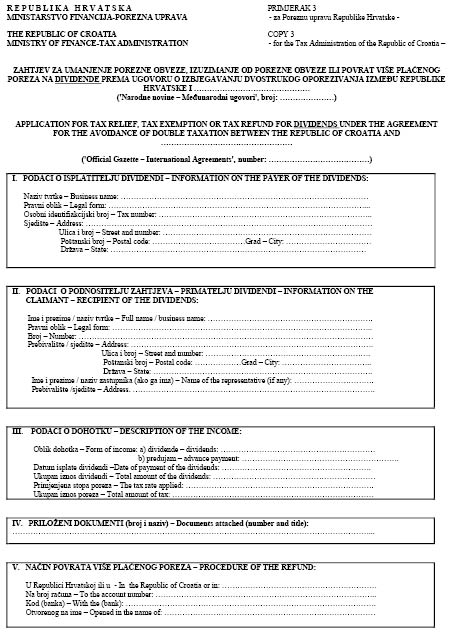 R E P U B L I K A   H R V A T S K A
PRIMJERAK 3
MINISTARSTVO FINANCIJA-POREZNA UPRAVA
- za Poreznu upravu Republike Hrvatske -
THE REPUBLIC OF CROATIA
COPY 3
MINISTRY OF FINANCE-TAX ADMINISTRATION
- for the Tax Administration of the Republic of Croatia –
ZAHTJEV ZA UMANJENJE POREZNE OBVEZE, IZUZIMANJE OD POREZNE OBVEZE ILI POVRAT VIŠE PLAĆENOG
POREZA NA DIVIDENDE PREMA UGOVORU O IZBJEGAVANJU DVOSTRUKOG OPOREZIVANJA IZMEĐU REPUBLIKE
HRVATSKE I ……………………………………
('Narodne novine – Međunarodni ugovori', broj: …………………)
APPLICATION FOR TAX RELIEF, TAX EXEMPTION OR TAX REFUND FOR DIVIDENDS UNDER THE AGREEMENT
FOR THE AVOIDANCE OF DOUBLE TAXATION BETWEEN THE REPUBLIC OF CROATIA AND
……………………………………………
('Official Gazette – International Agreements', number: …………………………………)
I. PODACI O ISPLATITELJU DIVIDENDI – INFORMATION ON THE PAYER OF THE DIVIDENDS:
Naziv tvrtke – Business name: ……………………………………………
Pravni oblik – Legal form: ……………………………………………
Osobni identifikacijski broj – Tax number: ……………………………………………
Sjedište – Address: ……………………………………………
Ulica i broj – Street and number: ……………………………………………
Poštanski broj – Postal code: ……………………………Grad – City: …………………………
Država – State: ……………………………………………
II. PODACI O PODNOSITELJU ZAHTJEVA – PRIMATELJU DIVIDENDI – INFORMATION ON THE
CLAIMANT – RECIPIENT OF THE DIVIDENDS:
Ime i prezime / naziv tvrtke – Full name / business name: ……………………………………………
Pravni oblik – Legal form: ……………………………………………
Broj – Number: ……………………………………………
Prebivalište / sjedište – Address: ……………………………………………
Ulica i broj – Street and number: ……………………………………………
Poštanski broj – Postal code: ………………Grad – City: …………………………
Država – State: ……………………………………………
Ime i prezime / naziv zastupnika (ako ga ima) – Name of the representative (if any): …………………………
Prebivalište /sjedište – Address. ……………………………………………
III. PODACI O DOHOTKU – DESCRIPTION OF THE INCOME:
Oblik dohotka – Form of income: a) dividende – dividends: ……………………………………………
b) predujam – advance payment: ……………………………………………
Datum isplate dividendi –Date of payment of the dividends: ……………………………………………
Ukupan iznos dividendi – Total amount of the dividends: ……………………………………………
Primjenjena stopa poreza – The tax rate applied: ……………………………………………
Ukupan iznos poreza – Total amount of tax: ……………………………………………
IV. PRILOŽENI DOKUMENTI (broj i naziv) – Documents attached (number and title):
……………………………………………………………………………………
V. NAČIN POVRATA VIŠE PLAĆENOG POREZA – PROCEDURE OF THE REFUND:
U Republici Hrvatskoj ili u - In the Republic of Croatia or in: ……………………………………………
Na broj računa – To the account number: ……………………………………………
Kod (banka) – With the (bank): ……………………………………………
Otvorenog na ime – Opened in the name of: ……………………………………………